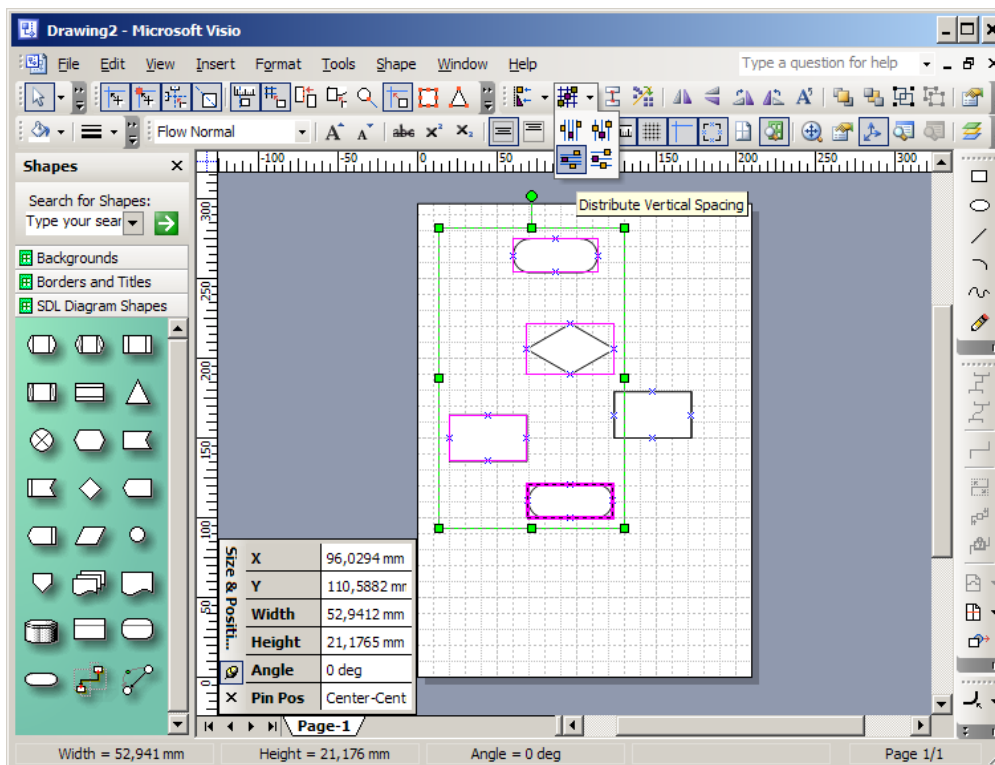 Drawing2 - Microsoft Visio
File Edit View Insert Format Tools Shape Window Help Type a question for help
Flow Normal
Shapes
Search for Shapes:
Type your sear
Backgrounds
Borders and Titles
SDL Diagram Shapes
-100 -50 0 50 150 200 250 300
Distribute Vertical Spacing
300
250
200
150
100
50
0
Size & Positi...
X 96,0294 mm
Y 110,5882 mr
Width 52,9412 mm
Height 21,1765 mm
Angle 0 deg
Pin Pos Center-Cent
Page-1
Width = 52,941 mm Height = 21,176 mm Angle = 0 deg Page 1/1